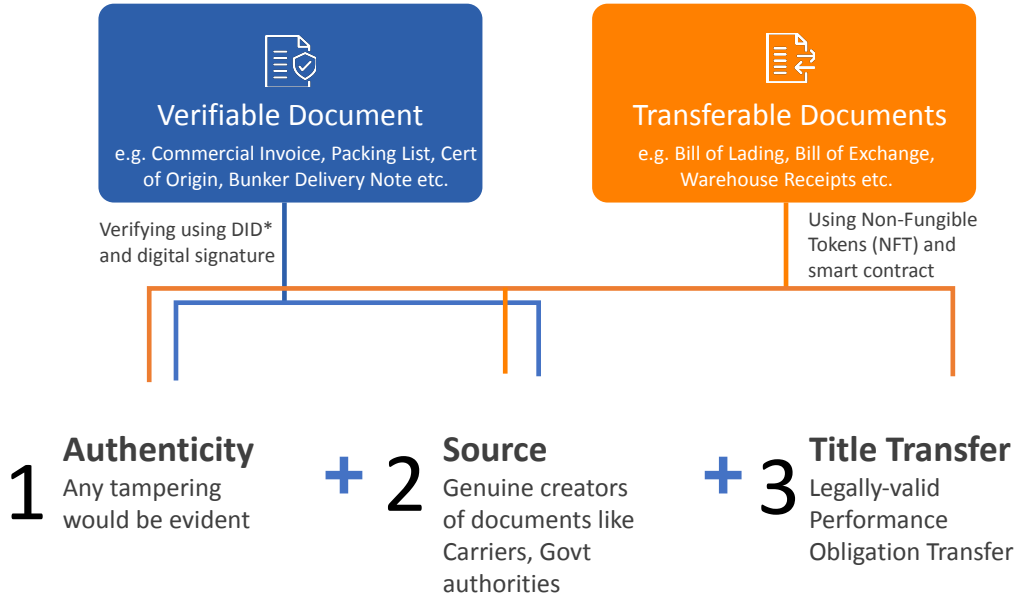 Verifiable Document
e.g. Commercial Invoice, Packing List, Cert
of Origin, Bunker Delivery Note etc.
Transferable Documents
e.g. Bill of Lading, Bill of Exchange,
Warehouse Receipts etc.
Verifying using DID*
and digital signature
Using Non-Fungible
Tokens (NFT) and
smart contract
1
Authenticity
Any tampering
would be evident
+
2
Source
Genuine creators
of documents like
Carriers, Govt
authorities
+
3
Title Transfer
Legally-valid
Performance
Obligation Transfer